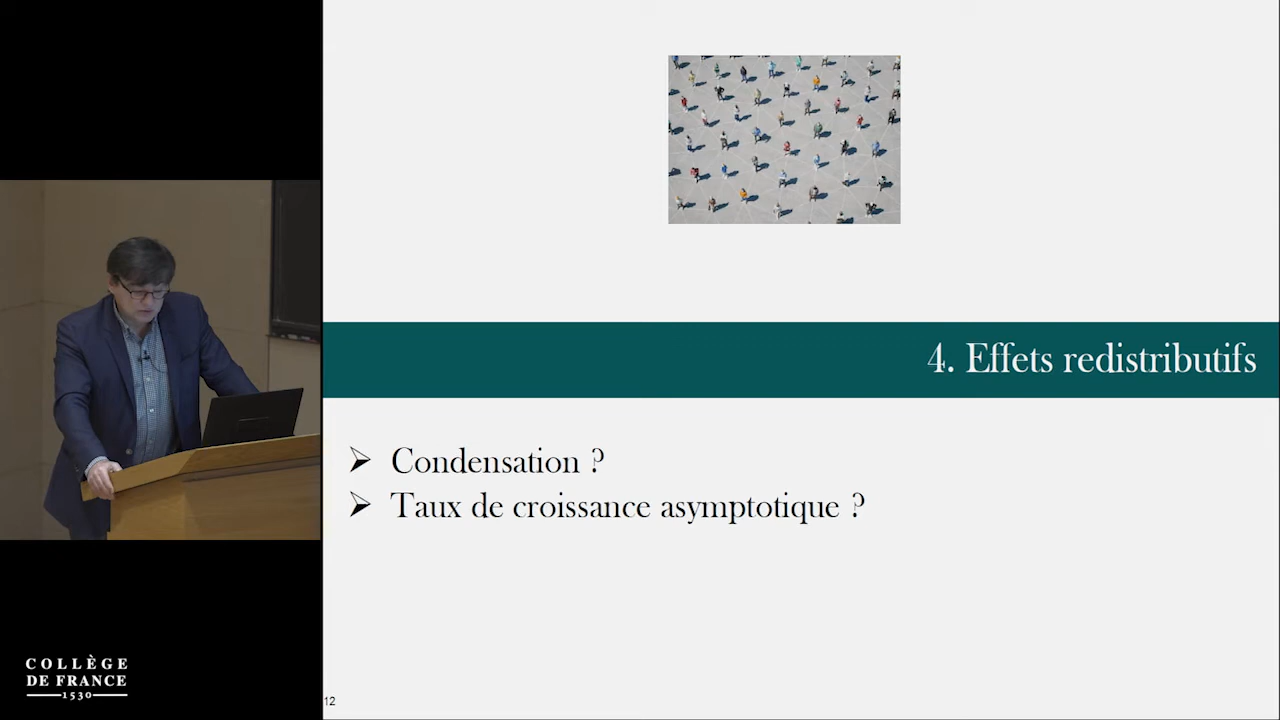 4. Effets redistributifs
➢ Condensation ?
➢ Taux de croissance asymptotique ?
12
COLLÈGE
DE FRANCE
1530